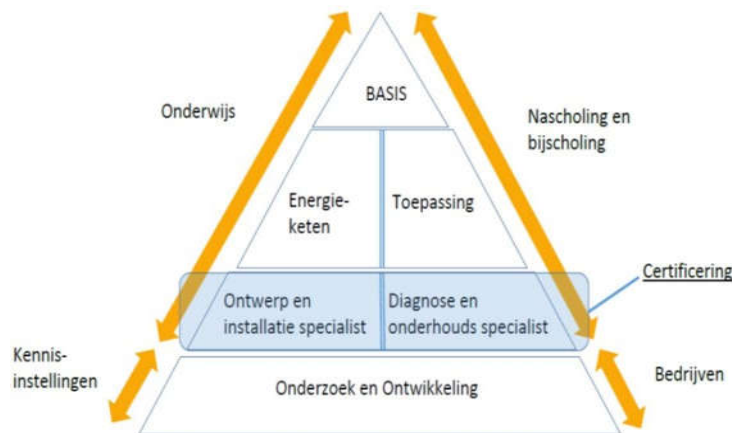 BASIS
Onderwijs
Nascholing en
bijscholing
Energie-
keten
Toepassing
Certificering
Ontwerp en
installatie specialist
Diagnose en
onderhouds specialist
Kennis-
instellingen
Bedrijven
Onderzoek en Ontwikkeling